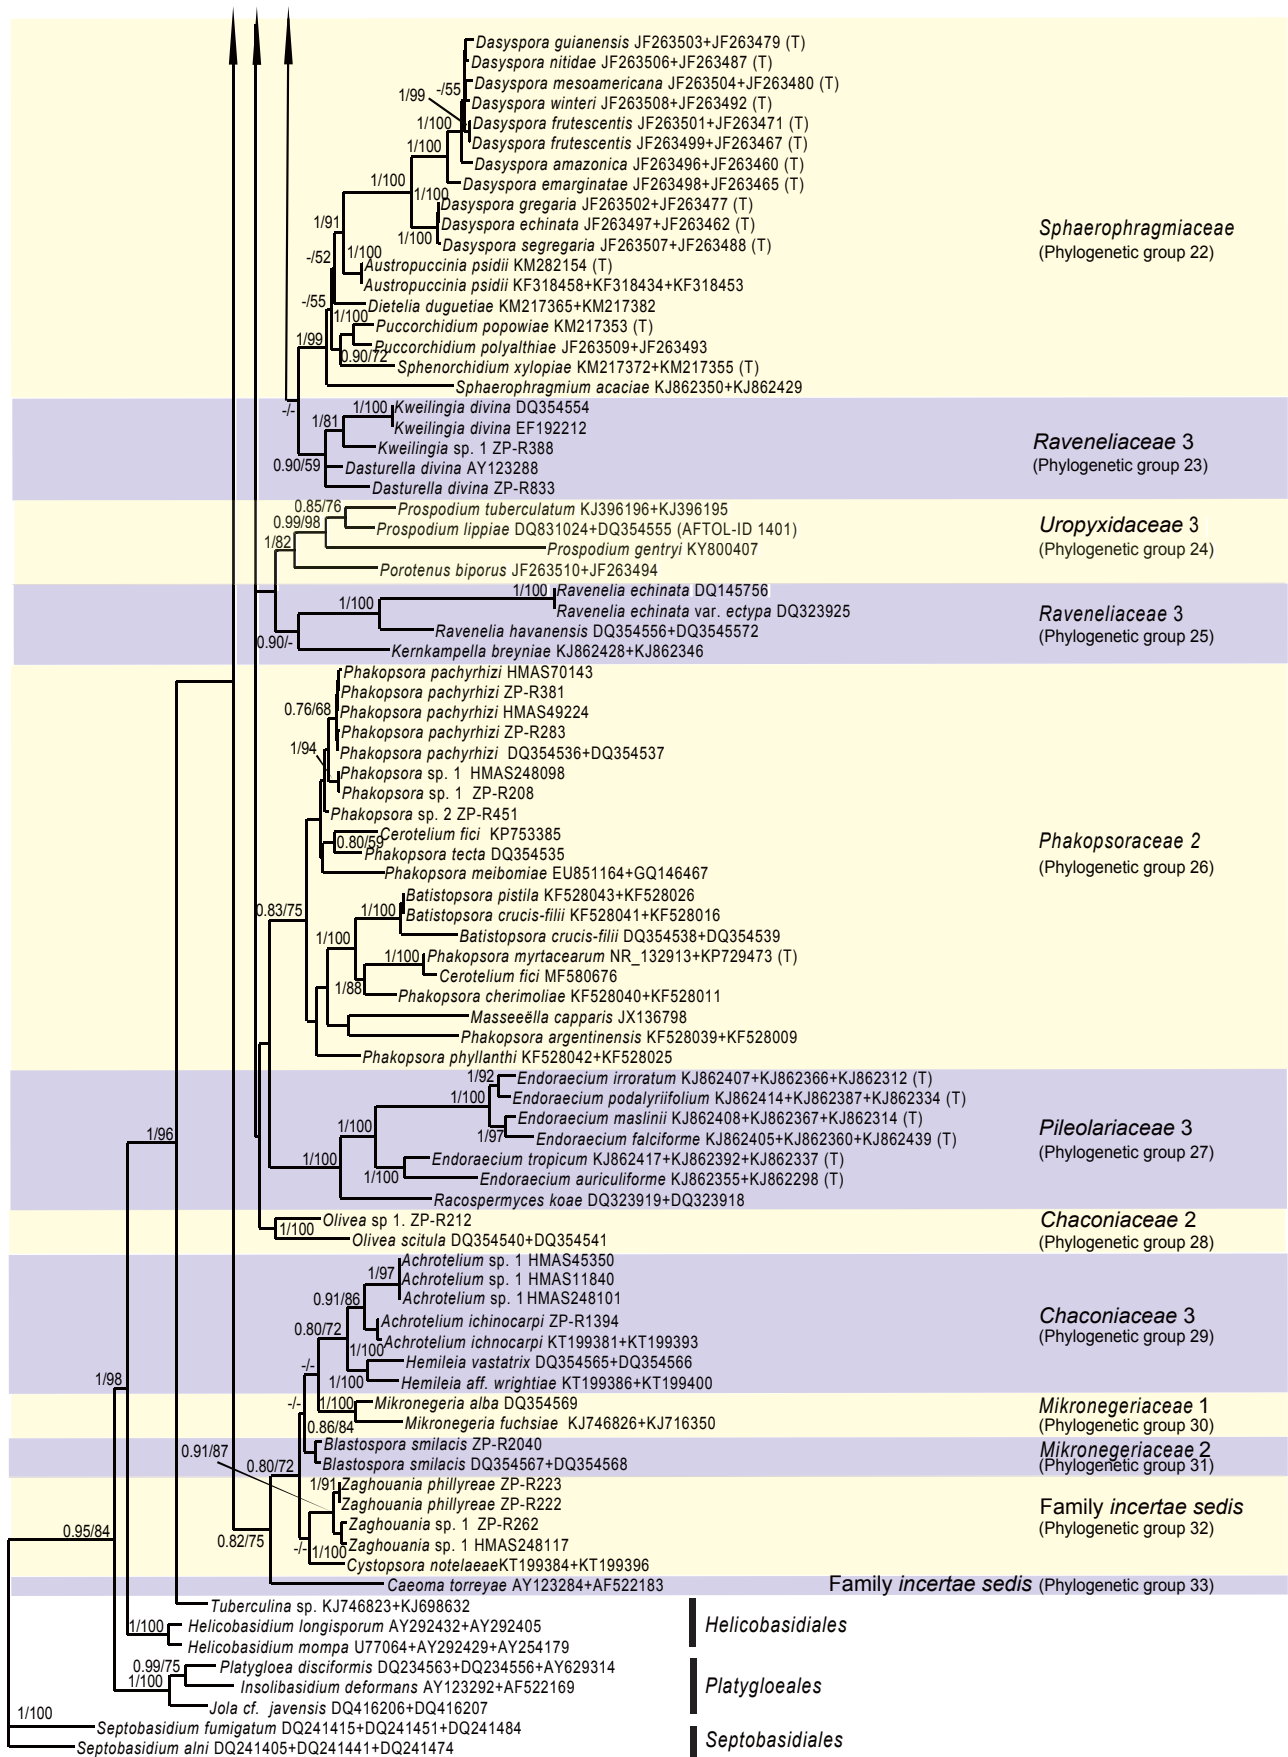 Dasyspora guianensis JF263503+JF263479 (T)
Dasyspora nitidae JF263506+JF263487 (T)
Dasyspora mesoamericana JF263504+JF263480 (T)
-/55
1/99
Dasyspora winteri JF263508+JF263492 (T)
Dasyspora frutescentis JF263501+JF263471 (T)
1/100
Dasyspora frutescentis JF263499+JF263467 (T)
1/100
Dasyspora amazonica JF263496+JF263460 (T)
1/100
Dasyspora emarginatae JF263498+JF263465 (T)
1/100
Dasyspora gregaria JF263502+JF263477 (T)
1/91
Dasyspora echinata JF263497+JF263462 (T)
1/100
Dasyspora segregaria JF263507+JF263488 (T)
Sphaerophragmiaceae
(Phylogenetic group 22)
-/52
1/100
Austropuccinia psidii KM282154 (T)
Austropuccinia psidii KF318458+KF318434+KF318453
-/55
Dietelia duguetiae KM217365+KM217382
1/100
Puccorchidium popowiae KM217353 (T)
1/99
Puccorchidium polyalthiae JF263509+JF263493
0.90/72
Sphenorchidium xylopiae KM217372+KM217355 (T)
Sphaerophragmium acaciae KJ862350+KJ862429
-/-
1/100
Kweilingia divina DQ354554
1/81
Kweilingia divina EF192212
Kweilingia sp. 1 ZP-R388
0.90/59
Dasturella divina AY123288
Dasturella divina ZP-R833
Raveneliaceae 3
(Phylogenetic group 23)
0.85/76
Prospodium tuberculatum KJ396196+KJ396195
0.99/98
Prospodium lippiae DQ831024+DQ354555 (AFTOL-ID 1401)
1/82
Prospodium gentryi KY800407
Porotenus biporus JF263510+JF263494
Uropyxidaceae 3
(Phylogenetic group 24)
1/100
Ravenelia echinata DQ145756
1/100
Ravenelia echinata var. ectypa DQ323925
Ravenelia havanensis DQ354556+DQ3545572
0.90/-
Kernkampella breyniae KJ862428+KJ862346
Raveneliaceae 3
(Phylogenetic group 25)
Phakopsora pachyrhizi HMAS70143
Phakopsora pachyrhizi ZP-R381
0.76/68
Phakopsora pachyrhizi HMAS49224
Phakopsora pachyrhizi ZP-R283
1/94
Phakopsora pachyrhizi DQ354536+DQ354537
Phakopsora sp. 1 HMAS248098
Phakopsora sp. 1 ZP-R208
Phakopsora sp. 2 ZP-R451
Cerotelium fici KP753385
0.80/59
Phakopsora tecta DQ354535
Phakopsora meibomiae EU851164+GQ146467
Phakopsoraceae 2
(Phylogenetic group 26)
Batistopsora pistila KF528043+KF528026
0.83/75
1/100
Batistopsora crucis-filii KF528041+KF528016
1/100
Batistopsora crucis-filii DQ354538+DQ354539
1/100
Phakopsora myrtacearum NR_132913+KP729473 (T)
Cerotelium fici MF580676
1/88
Phakopsora cherimoliae KF528040+KF528011
Masseeëlla capparis JX136798
Phakopsora argentinensis KF528039+KF528009
Phakopsora phyllanthi KF528042+KF528025
1/92
Endoraecium irroratum KJ862407+KJ862366+KJ862312 (T)
1/100
Endoraecium podalyriifolium KJ862414+KJ862387+KJ862334 (T)
Endoraecium maslinii KJ862408+KJ862367+KJ862314 (T)
1/96
1/100
1/97
Endoraecium falciforme KJ862405+KJ862360+KJ862439 (T)
1/100
Endoraecium tropicum KJ862417+KJ862392+KJ862337 (T)
1/100
Endoraecium auriculiforme KJ862355+KJ862298 (T)
Racospermyces koae DQ323919+DQ323918
Pileolariaceae 3
(Phylogenetic group 27)
Olivea sp 1. ZP-R212
1/100
Olivea scitula DQ354540+DQ354541
Chaconiaceae 2
(Phylogenetic group 28)
Achrotelium sp. 1 HMAS45350
1/97
Achrotelium sp. 1 HMAS11840
0.91/86
Achrotelium sp. 1 HMAS248101
Achrotelium ichinocarpi ZP-R1394
0.80/72
Achrotelium ichnocarpi KT199381+KT199393
1/100
Hemileia vastatrix DQ354565+DQ354566
-/-
1/98
1/100
Hemileia aff. wrightiae KT199386+KT199400
Chaconiaceae 3
(Phylogenetic group 29)
-/-
1/100
Mikronegeria alba DQ354569
Mikronegeria fuchsiae KJ746826+KJ716350
Mikronegeriaceae 1
(Phylogenetic group 30)
0.86/84
Blastospora smilacis ZP-R2040
Blastospora smilacis DQ354567+DQ354568
Mikronegeriaceae 2
(Phylogenetic group 31)
0.91/87
0.80/72
1/91
Zaghouania phillyreae ZP-R223
Zaghouania phillyreae ZP-R222
Zaghouania sp. 1 ZP-R262
0.95/84
0.82/75
-/-
1/100
Zaghouania sp. 1 HMAS248117
Cystopsora notelaeaeKT199384+KT199396
Family incertae sedis
(Phylogenetic group 32)
Caeoma torreyae AY123284+AF522183
Family incertae sedis (Phylogenetic group 33)
Tuberculina sp. KJ746823+KJ698632
1/100
Helicobasidium longisporum AY292432+AY292405
Helicobasidium mompa U77064+AY292429+AY254179
Helicobasidiales
0.99/75
Platygloea disciformis DQ234563+DQ234556+AY629314
1/100
Insolibasidium deformans AY123292+AF522169
Jola cf. javensis DQ416206+DQ416207
Platygloeales
1/100
Septobasidium fumigatum DQ241415+DQ241451+DQ241484
Septobasidium alni DQ241405+DQ241441+DQ241474
Septobasidiales